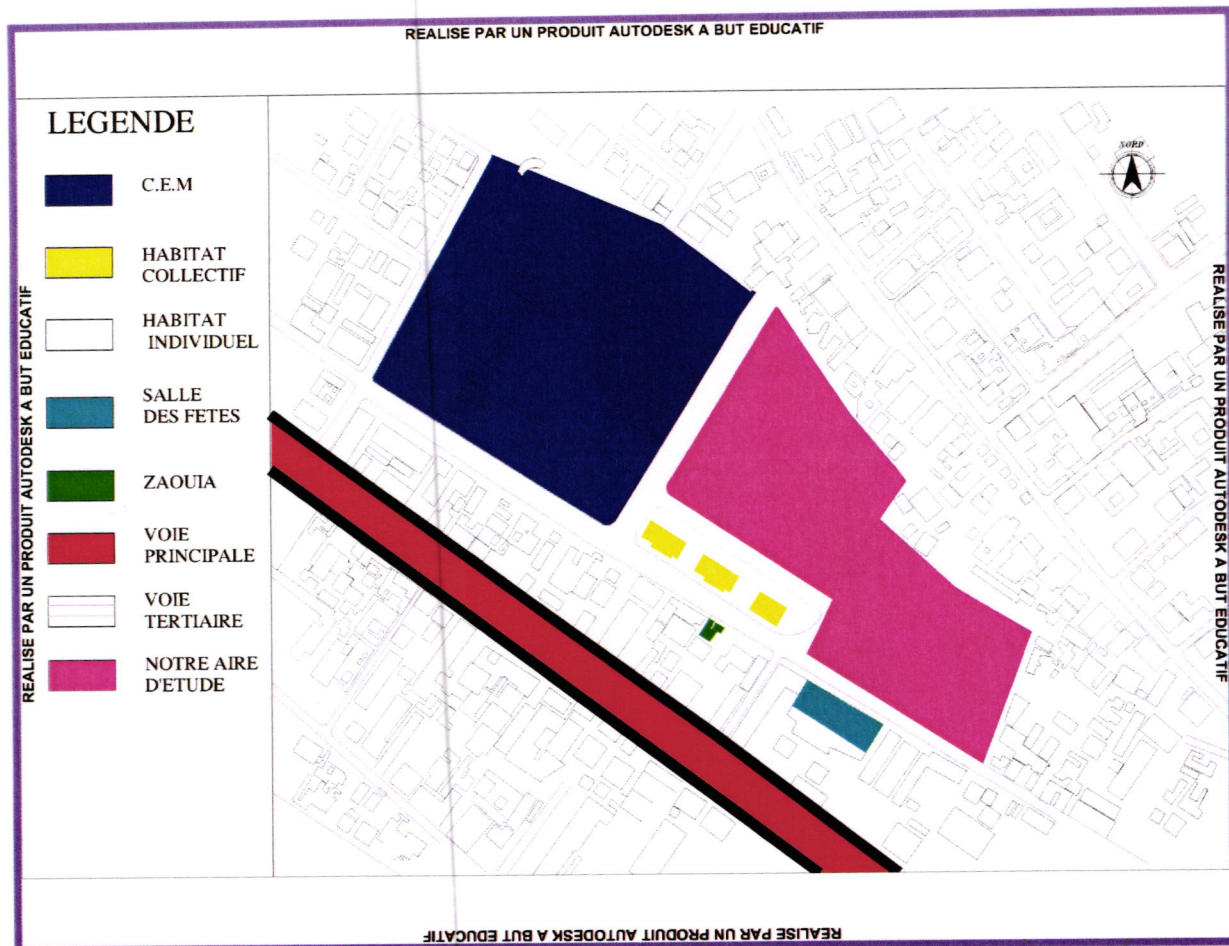 REALISE PAR UN PRODUIT AUTODESK A BUT EDUCATIF
LEGENDE
C.E.M
HABITAT
COLLECTIF
HABITAT
INDIVIDUEL
SALLE
DES FETES
ZAOUIA
VOIE
PRINCIPALE
VOIE
TERTIAIRE
NOTRE AIRE
D'ETUDE
NORD
REALISE PAR UN PRODUIT AUTODESK A BUT EDUCATIF
REALISE PAR UN PRODUIT AUTODESK A BUT EDUCATIF
REALISE PAR UN PRODUIT AUTODESK A BUT EDUCATIF